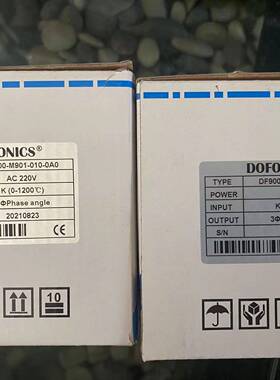 ONICS®
00-M901-010-0A0
AC 220V
K (0-1200℃)
ΦPhase angle
20210823
CE
10
DOFO
TYPE DF900
POWER
INPUT K
OUTPUT 3Φ
S/N